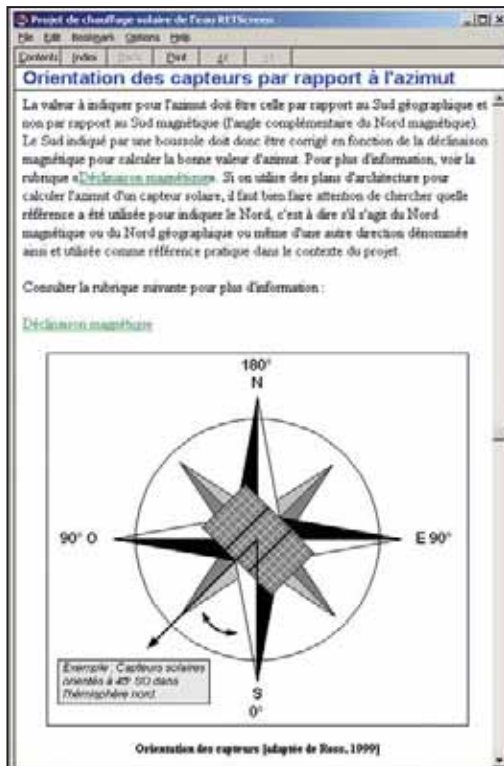 Projet de chauffage solaire de l'eau RETScreen
File Edit Bookmark Options Help
Contents Index Back Print
Orientation des capteurs par rapport à l'azimut
La valeur à indiquer pour l'azimut doit être celle par rapport au Sud géographique et
non par rapport au Sud magnétique (l'angle complémentaire du Nord magnétique).
Le Sud indiqué par une boussole doit donc être corrigé en fonction de la déclinaison
magnétique pour calculer la bonne valeur d'azimut. Pour plus d'information, voir la
rubrique «Déclinaison magnétique». Si on utilise des plans d'architecture pour
calculer l'azimut d'un capteur solaire, il faut bien faire attention de chercher quelle
référence a été utilisée pour indiquer le Nord, c'est à dire s'il s'agit du Nord
magnétique ou du Nord géographique ou même d'une autre direction dénommée
ainsi et utilisée comme référence pratique dans le contexte du projet.
Consulter la rubrique suivante pour plus d'information :
Déclinaison magnétique
180°
N
90° O
E 90°
Exemple : Capteurs solaires
orientés à 45° SO dans
l'hémisphère nord.
S
0°
Orientation des capteurs [adaptée de Ross, 1999]